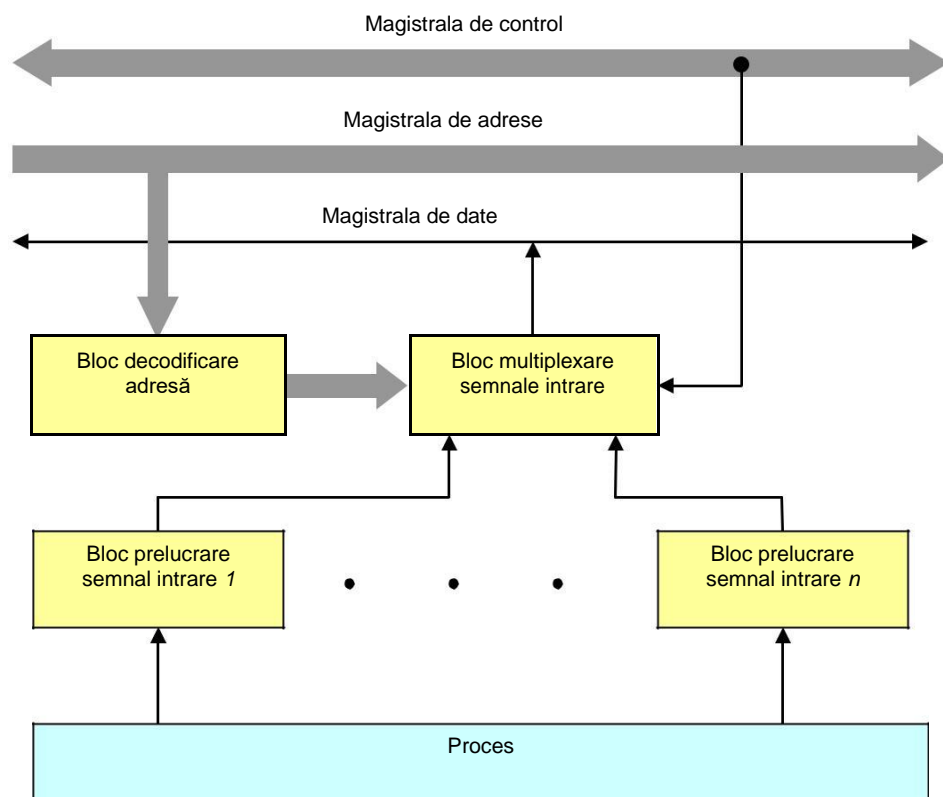 Magistrala de control
Magistrala de adrese
Magistrala de date
Bloc decodificare
adresă
Bloc multiplexare
semnale intrare
Bloc prelucrare
semnal intrare 1
Bloc prelucrare
semnal intrare n
Proces